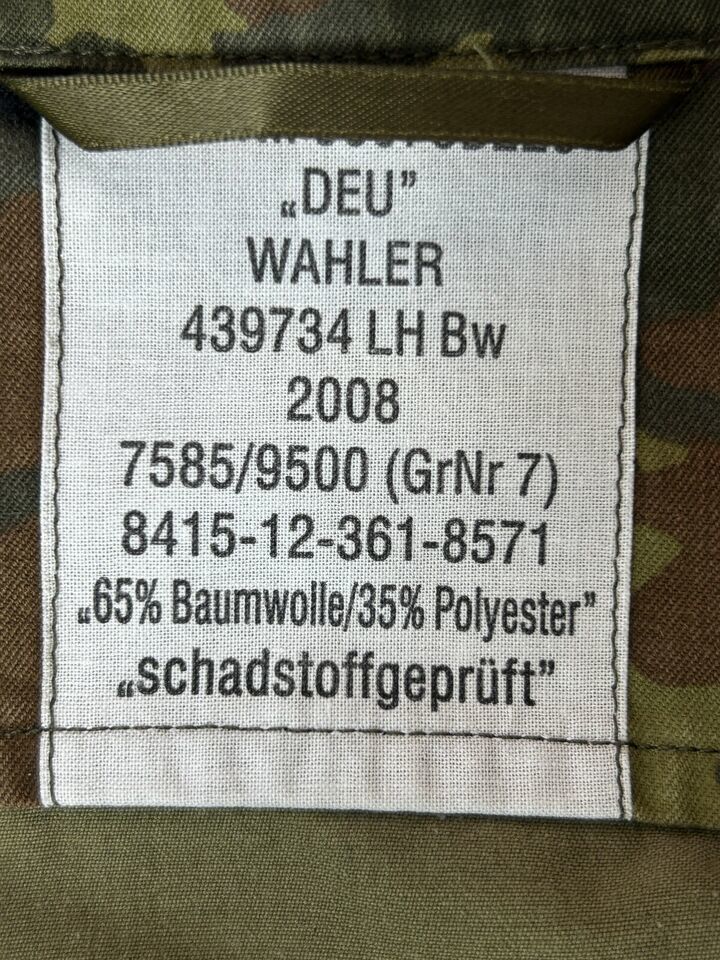 „DEU”
WAHLER
439734 LH Bw
2008
7585/9500 (GrNr 7)
8415-12-361-8571
„65% Baumwolle/35% Polyester”
„schadstoffgeprüft”